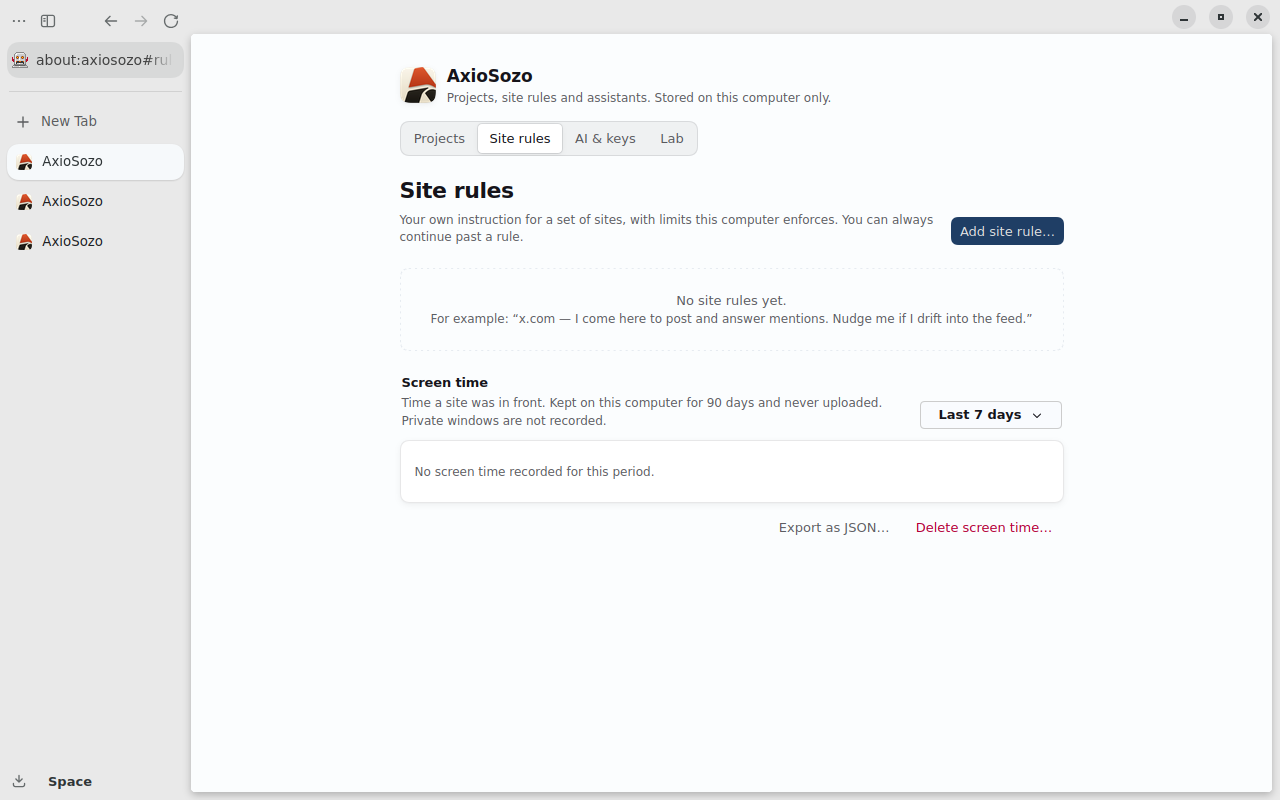 about:axiosozo#ru
New Tab
AxioSozo
AxioSozo
AxioSozo
Space
AxioSozo
Projects, site rules and assistants. Stored on this computer only.
Projects
Site rules
AI & keys
Lab
Site rules
Your own instruction for a set of sites, with limits this computer enforces. You can always
continue past a rule.
Add site rule…
No site rules yet.
For example: “x.com — I come here to post and answer mentions. Nudge me if I drift into the feed.”
Screen time
Time a site was in front. Kept on this computer for 90 days and never uploaded.
Private windows are not recorded.
Last 7 days
No screen time recorded for this period.
Export as JSON…
Delete screen time…